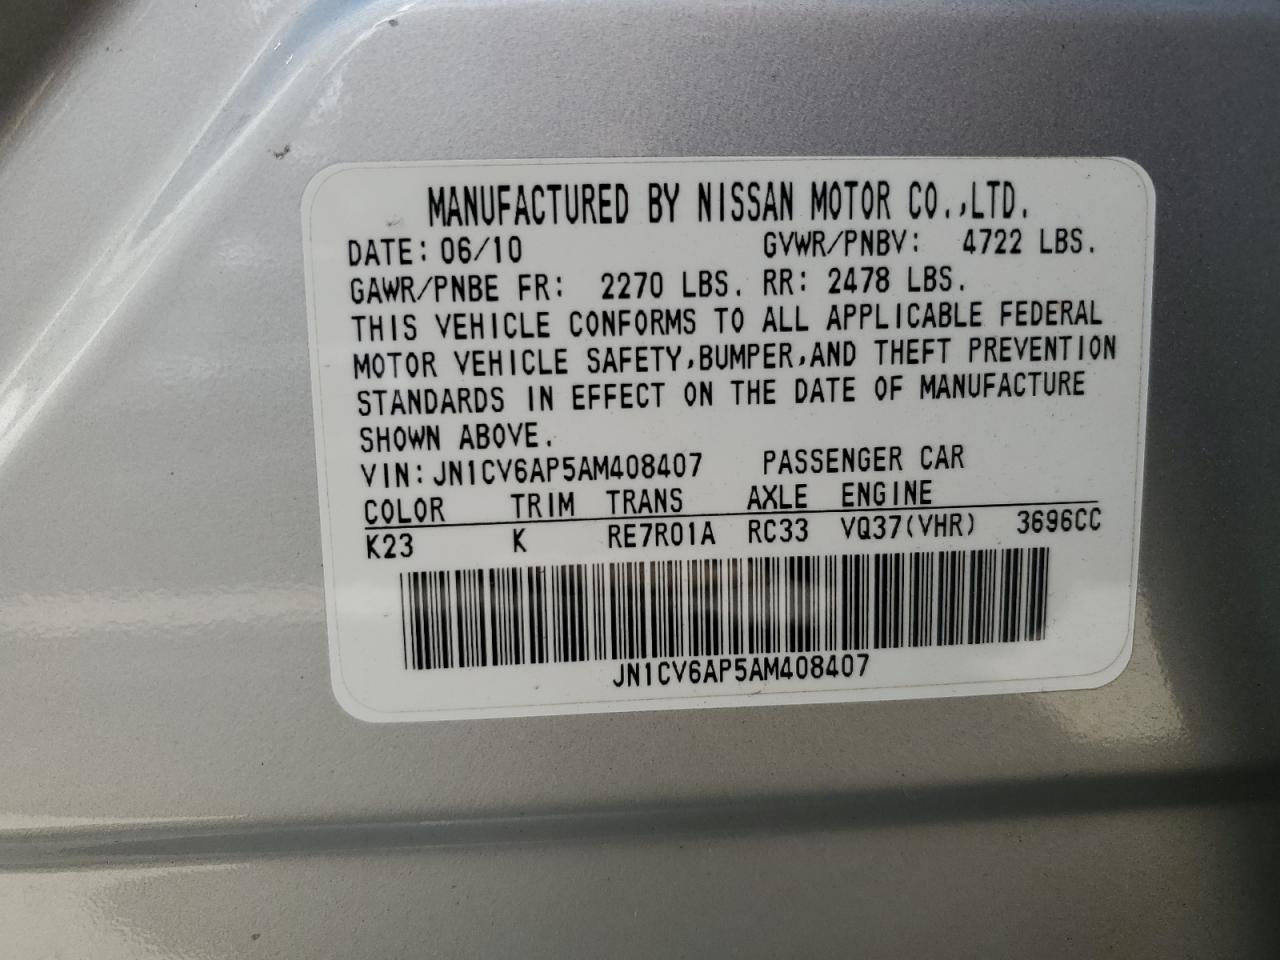 MANUFACTURED BY NISSAN MOTOR CO.,LTD.
DATE: 06/10 GVWR/PNBV: 4722 LBS.
GAWR/PNBE FR: 2270 LBS. RR: 2478 LBS.
THIS VEHICLE CONFORMS TO ALL APPLICABLE FEDERAL
MOTOR VEHICLE SAFETY,BUMPER,AND THEFT PREVENTION
STANDARDS IN EFFECT ON THE DATE OF MANUFACTURE
SHOWN ABOVE.
VIN: JN1CV6AP5AM408407 PASSENGER CAR
COLOR TRIM TRANS AXLE ENGINE
K23 K RE7R01A RC33 VQ37(VHR) 3696CC
JN1CV6AP5AM408407